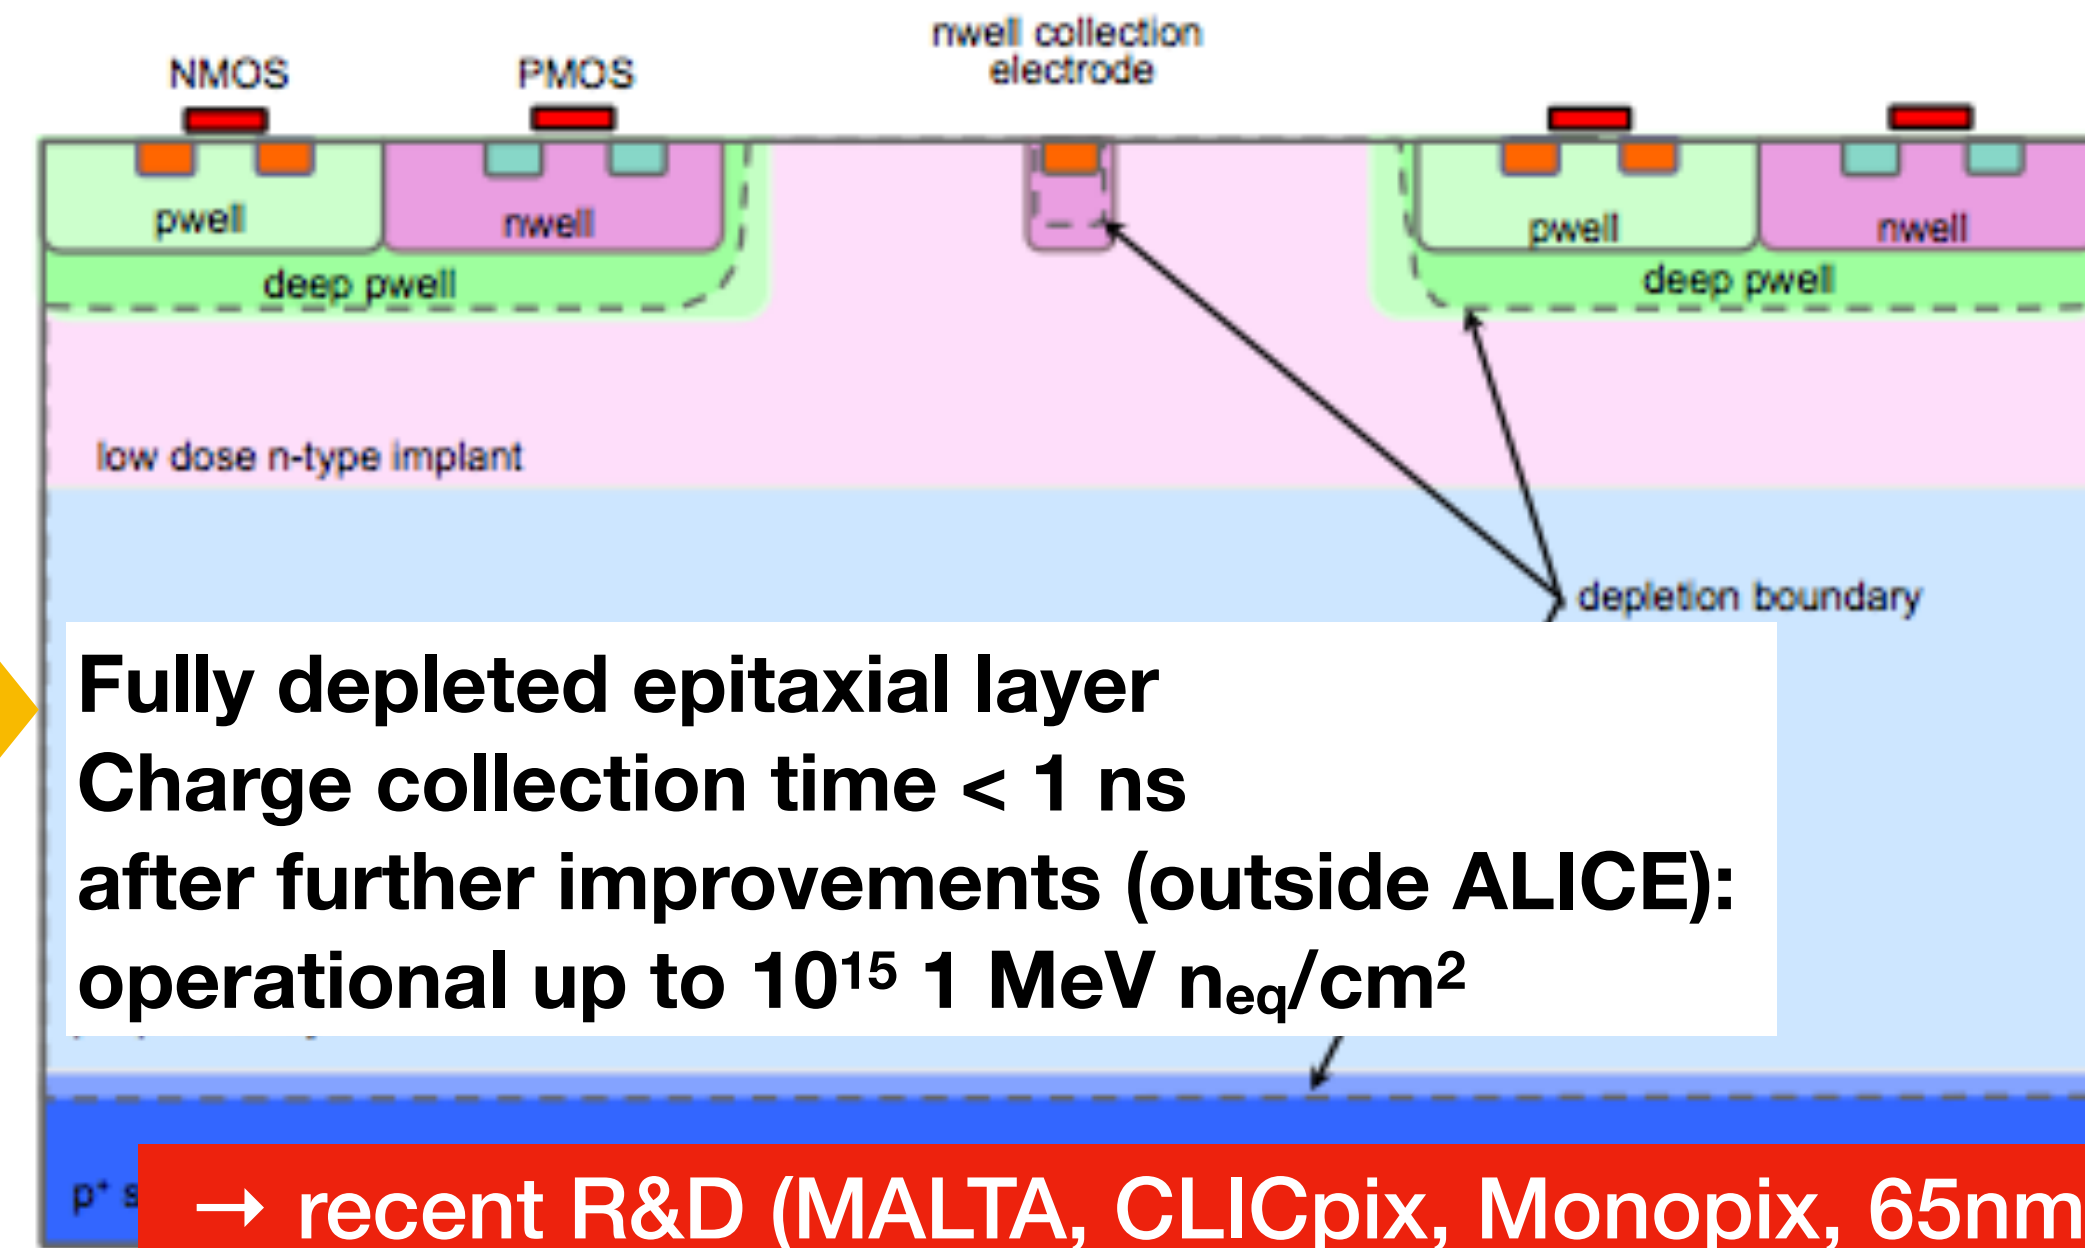 nwell collection
electrode
NMOS
PMOS
pwell
nwell
deep pwell
pwell
nwell
deep pwell
low dose n-type implant
depletion boundary
Fully depleted epitaxial layer
Charge collection time < 1 ns
after further improvements (outside ALICE):
operational up to 10¹⁵ 1 MeV nₑq/cm²
p⁺ s
→ recent R&D (MALTA, CLICpix, Monopix, 65nm